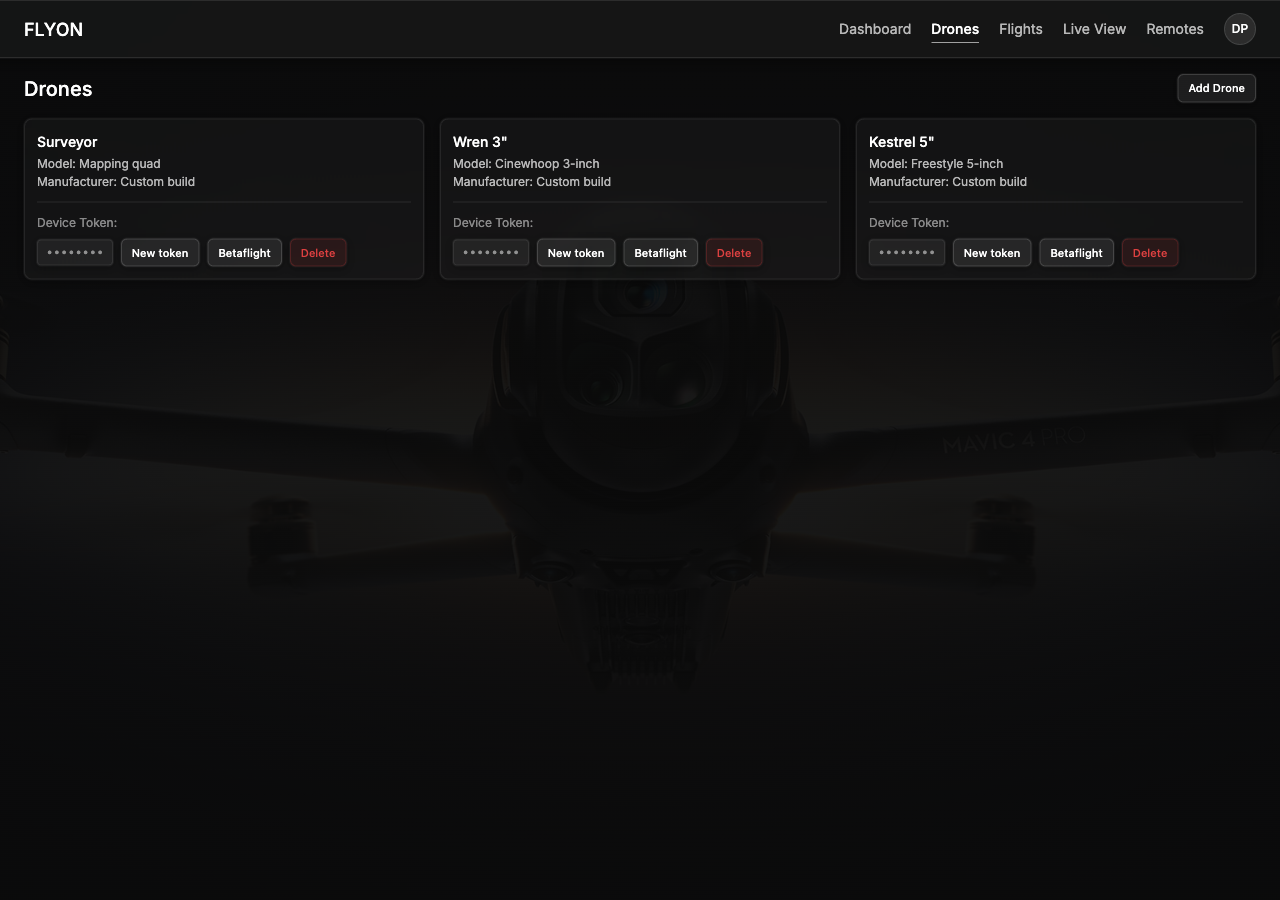 FLYON
Dashboard
Drones
Flights
Live View
Remotes
DP
Drones
Add Drone
Surveyor
Model: Mapping quad
Manufacturer: Custom build
Device Token:
••••••••
New token
Betaflight
Delete
Wren 3"
Model: Cinewhoop 3-inch
Manufacturer: Custom build
Device Token:
••••••••
New token
Betaflight
Delete
Kestrel 5"
Model: Freestyle 5-inch
Manufacturer: Custom build
Device Token:
••••••••
New token
Betaflight
Delete
MAVIC 4 PRO